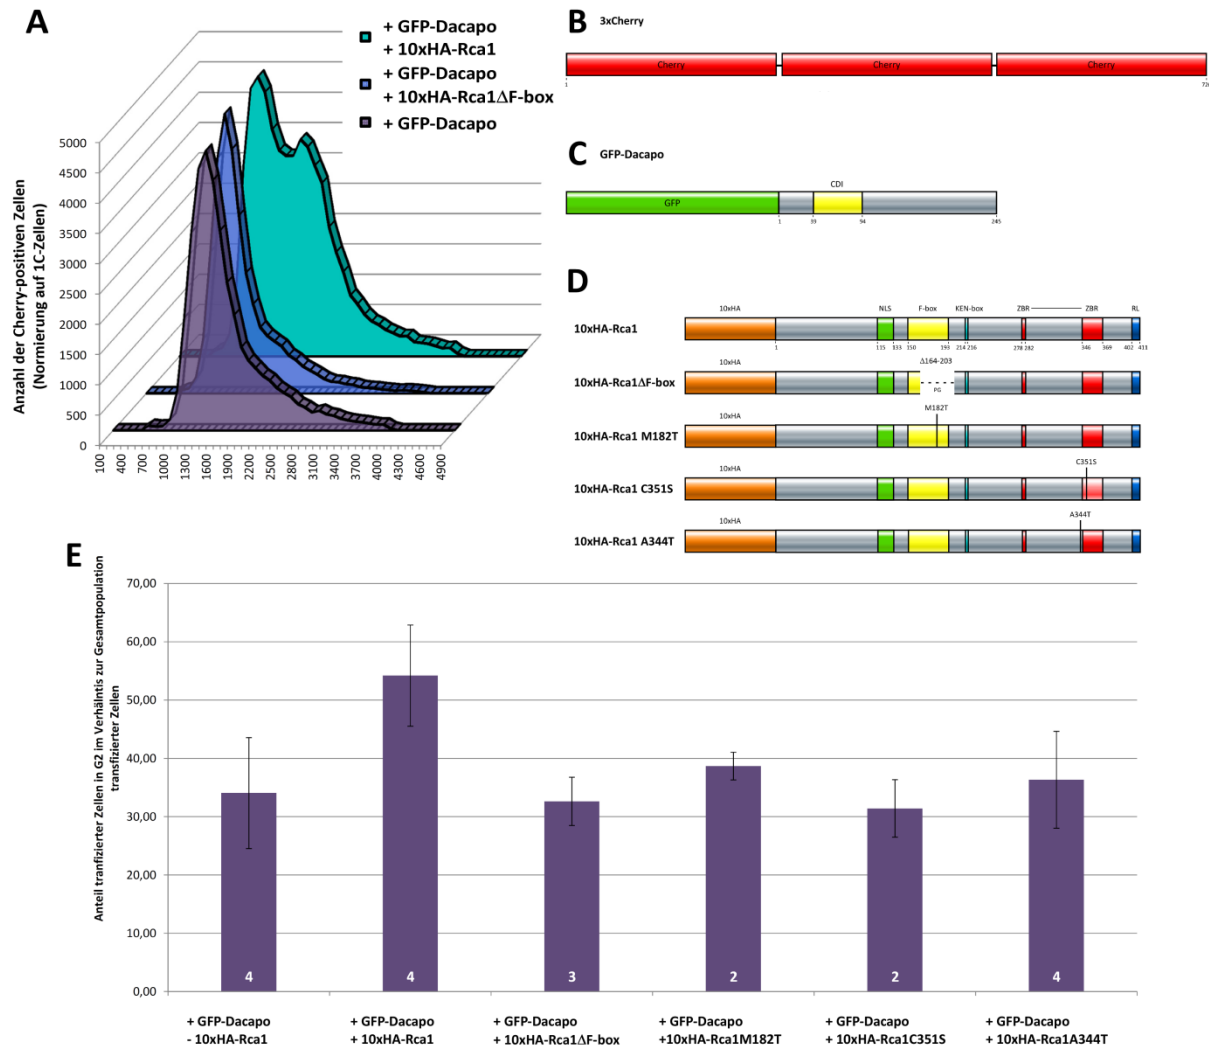 A
+ GFP-Dacapo
+ 10xHA-Rca1
+ GFP-Dacapo
+ 10xHA-Rca1ΔF-box
+ GFP-Dacapo
Anzahl der Cherry-positiven Zellen
(Normierung auf 1C-Zellen)
5000
4500
4000
3500
3000
2500
2000
1500
1000
500
0
100 400 700 1000 1300 1600 1900 2200 2500 2800 3100 3400 3700 4000 4300 4600 4900
B 3xCherry
Cherry Cherry Cherry
1
C GFP-Dacapo
CDI
GFP
1 94 245
D
10xHA NLS F-box KEN-box ZBR ZBR RL
10xHA-Rca1
1 115 133 150 193 214 216 278 282 346 369 402 411
Δ164-203
10xHA
10xHA-Rca1ΔF-box
PG
M182T
10xHA
10xHA-Rca1 M182T
C351S
10xHA
10xHA-Rca1 C351S
A344T
10xHA
10xHA-Rca1 A344T
E
Anteil tranfizierter Zellen in G2 im Verhälntis zur Gesamtpopulation
transfizierter Zellen
70,00
60,00
50,00
40,00
30,00
20,00
10,00
0,00
4 4 3 2 2 4
+ GFP-Dacapo
- 10xHA-Rca1
+ GFP-Dacapo
+ 10xHA-Rca1
+ GFP-Dacapo
+ 10xHA-Rca1ΔF-box
+ GFP-Dacapo
+10xHA-Rca1M182T
+ GFP-Dacapo
+ 10xHA-Rca1C351S
+ GFP-Dacapo
+ 10xHA-Rca1A344T